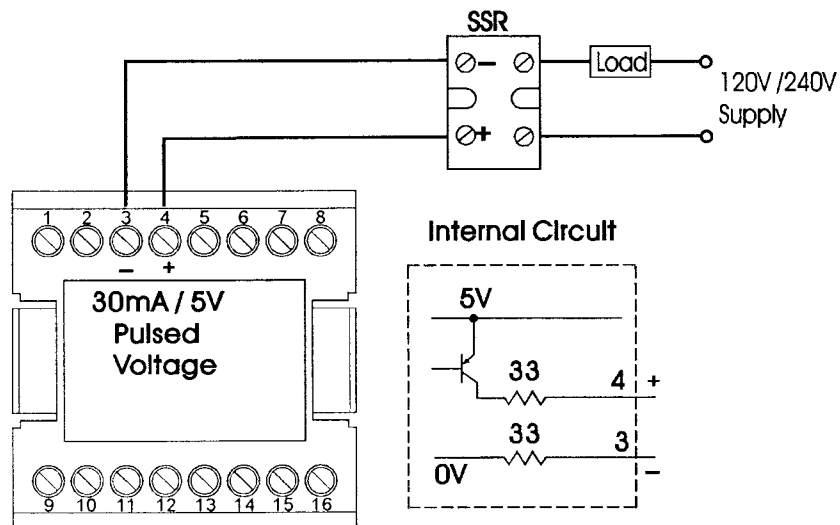 SSR
−
Load
120V /240V
Supply
+
1 2 3 4 5 6 7 8
− +
30mA / 5V
Pulsed
Voltage
9 10 11 12 13 14 15 16
Internal Circuit
5V
33
4 +
33
3
0V
−